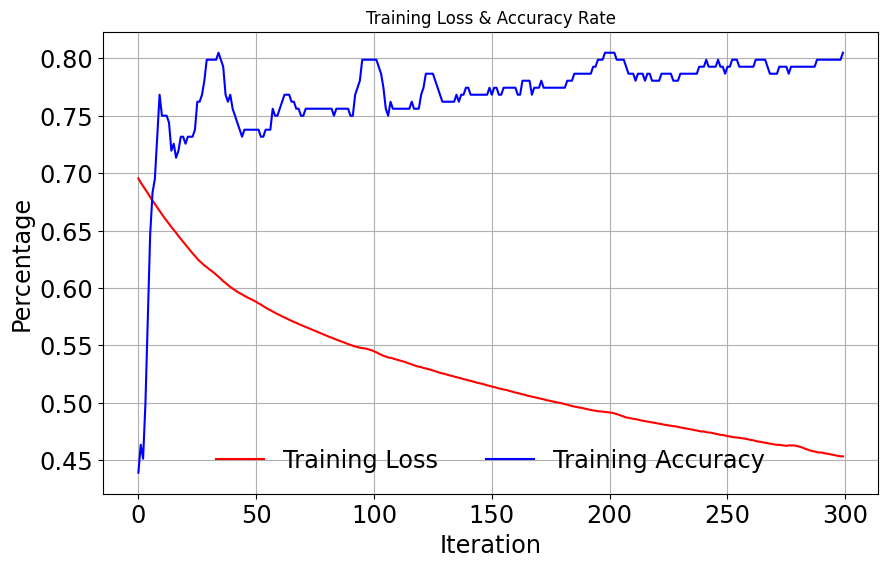 Training Loss & Accuracy Rate
Percentage
0.80
0.75
0.70
0.65
0.60
0.55
0.50
0.45
Training Loss Training Accuracy
0 50 100 150 200 250 300
Iteration